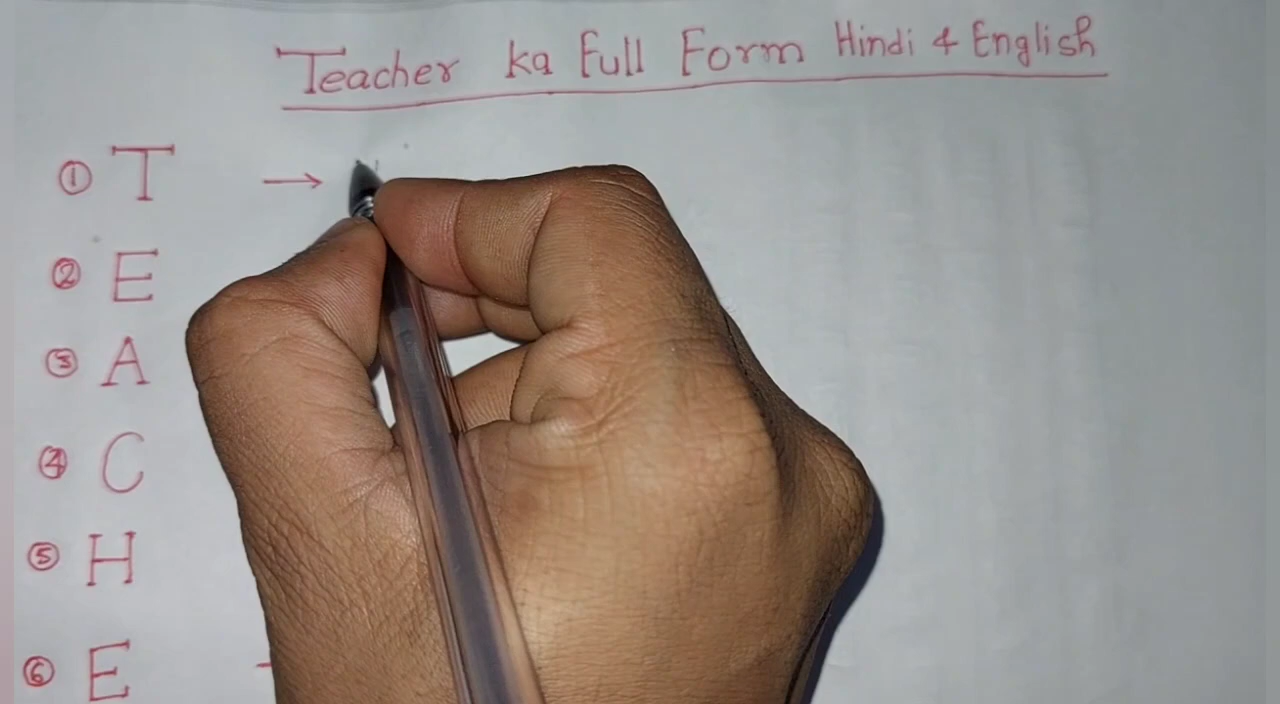 Teacher ka Full Form Hindi & English
① T →
② E
③ A
④ C
⑤ H
⑥ E